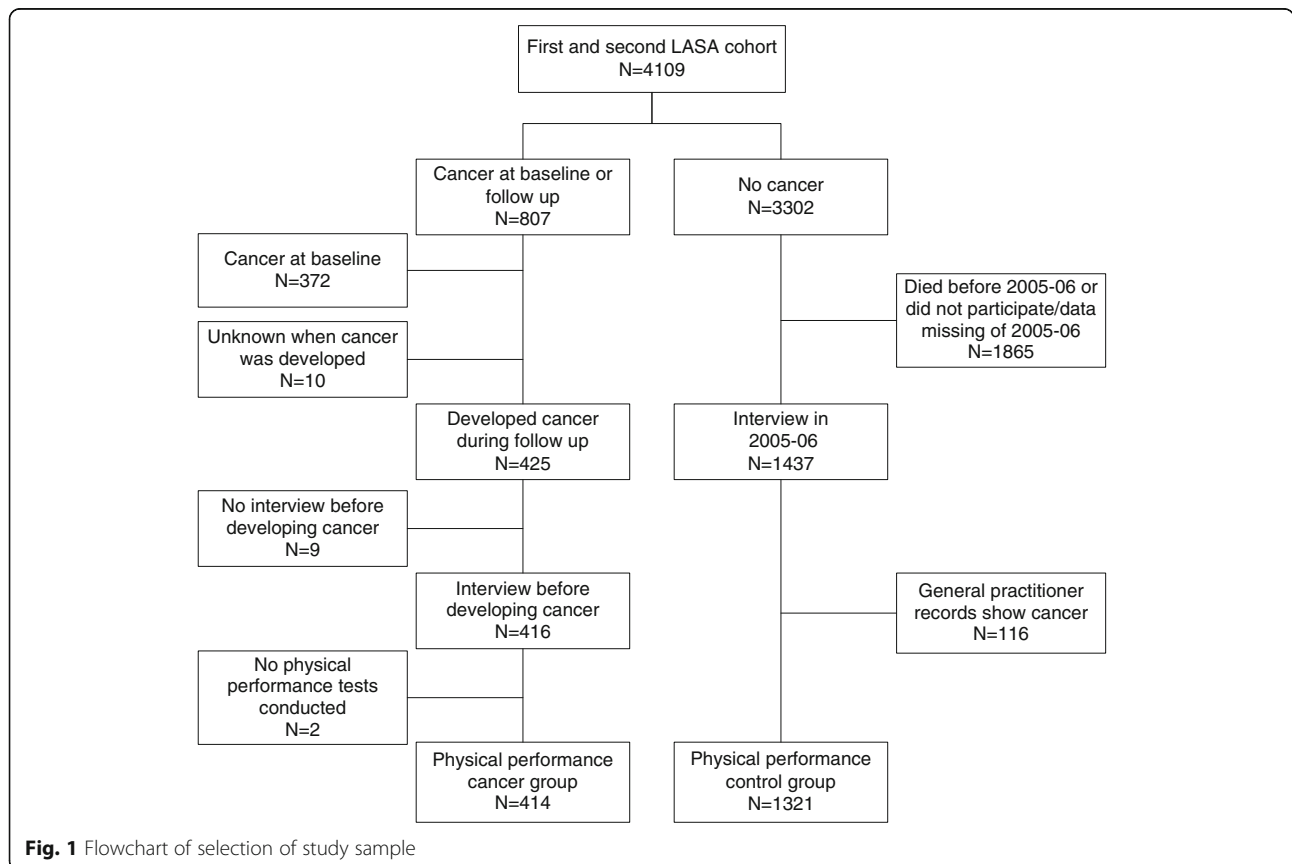 First and second LASA cohort
N=4109
Cancer at baseline or
follow up
N=807
No cancer
N=3302
Cancer at baseline
N=372
Died before 2005-06 or
did not participate/data
missing of 2005-06
N=1865
Unknown when cancer
was developed
N=10
Developed cancer
during follow up
N=425
Interview in
2005-06
N=1437
No interview before
developing cancer
N=9
Interview before
developing cancer
N=416
General practitioner
records show cancer
N=116
No physical
performance tests
conducted
N=2
Physical performance
cancer group
N=414
Physical performance
control group
N=1321
Fig. 1 Flowchart of selection of study sample